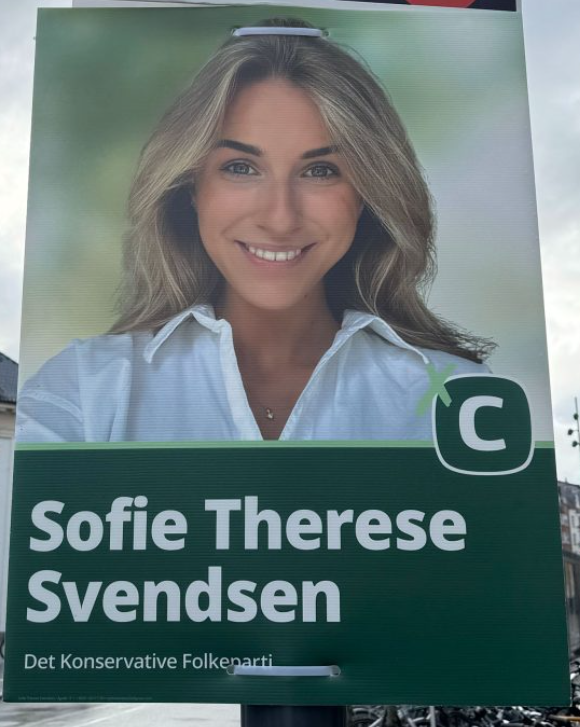 C
Sofie Therese
Svendsen
Det Konservative Folkeparti